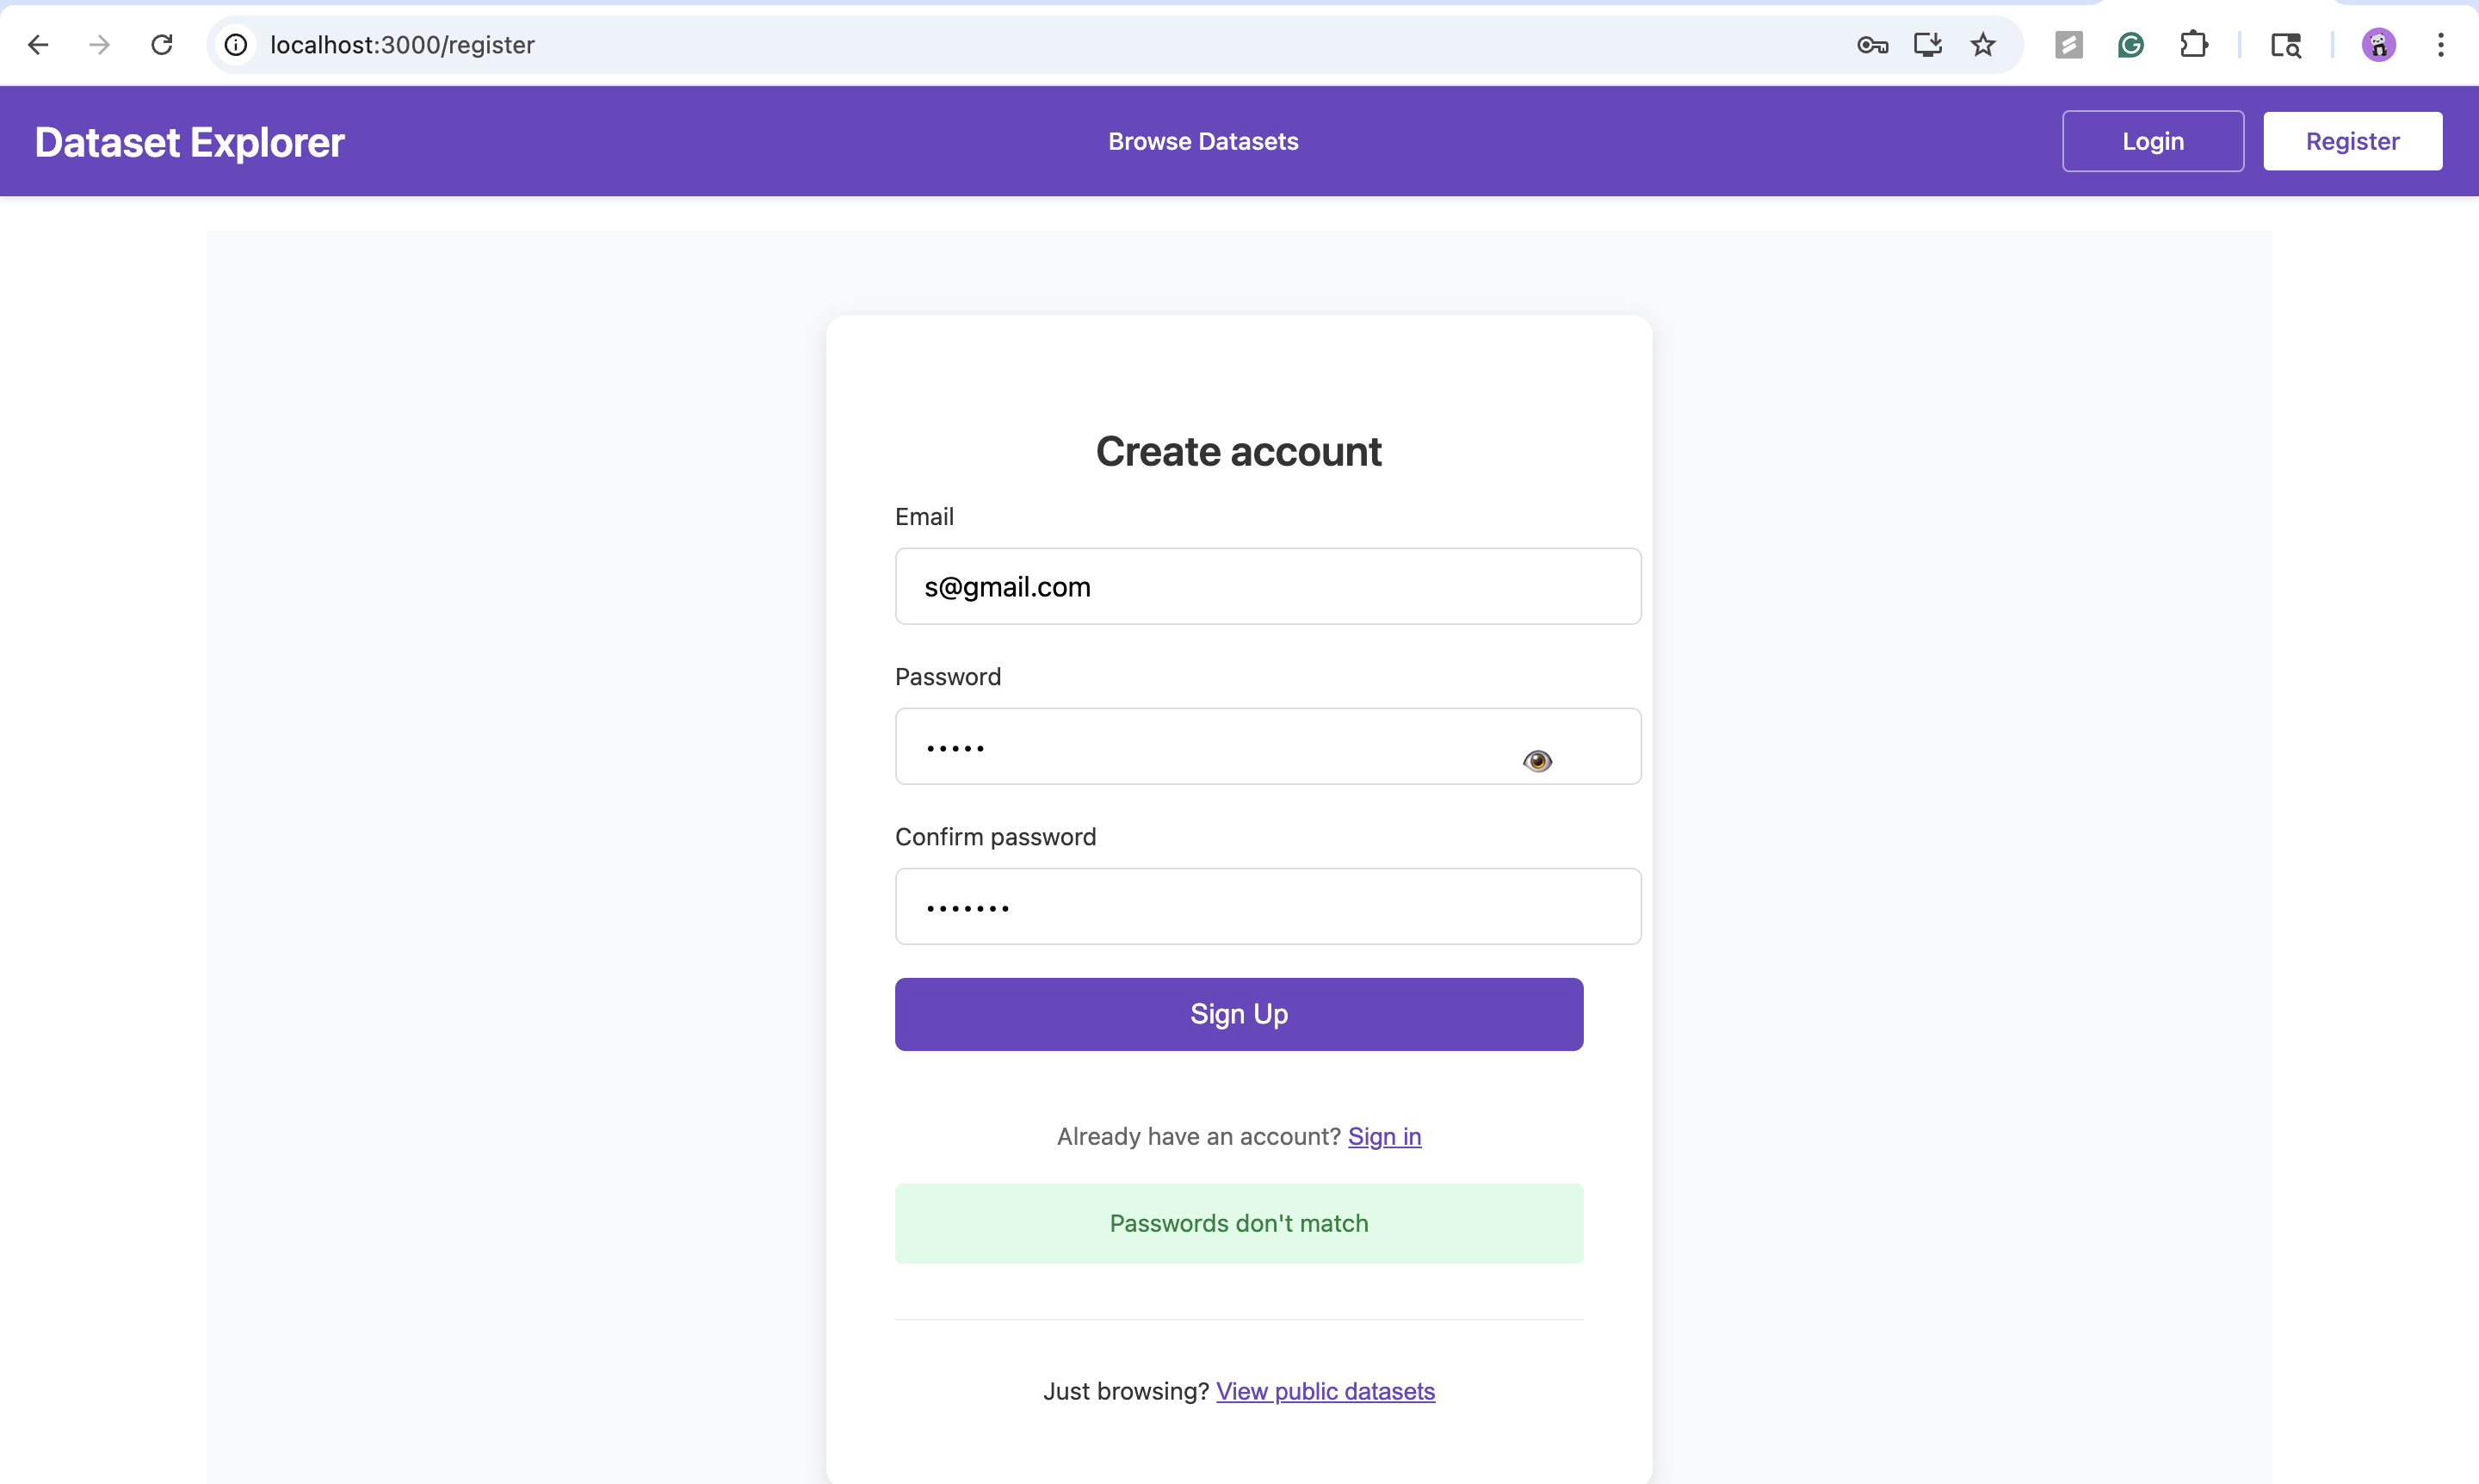 localhost:3000/register
Dataset Explorer
Browse Datasets
Login
Register
Create account
Email
s@gmail.com
Password
•••••
Confirm password
•••••••
Sign Up
Already have an account? Sign in
Passwords don't match
Just browsing? View public datasets